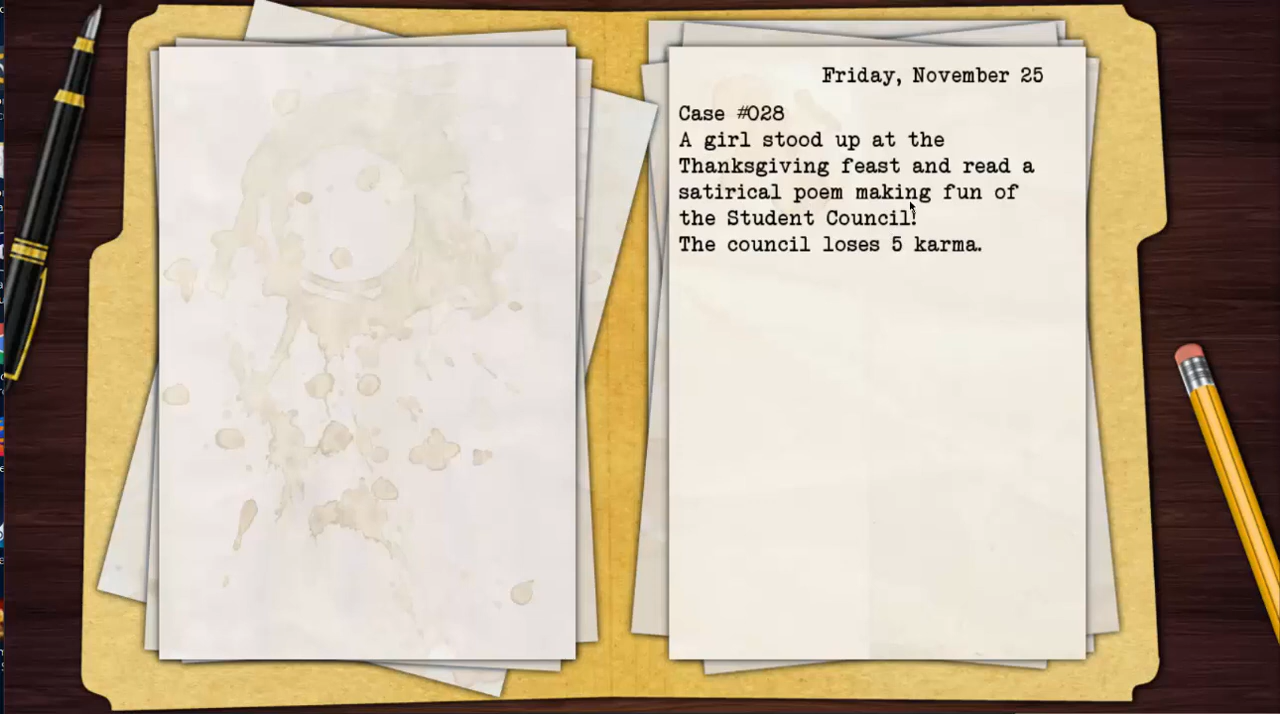 Friday, November 25
Case #028
A girl stood up at the
Thanksgiving feast and read a
satirical poem making fun of
the Student Council!
The council loses 5 karma.